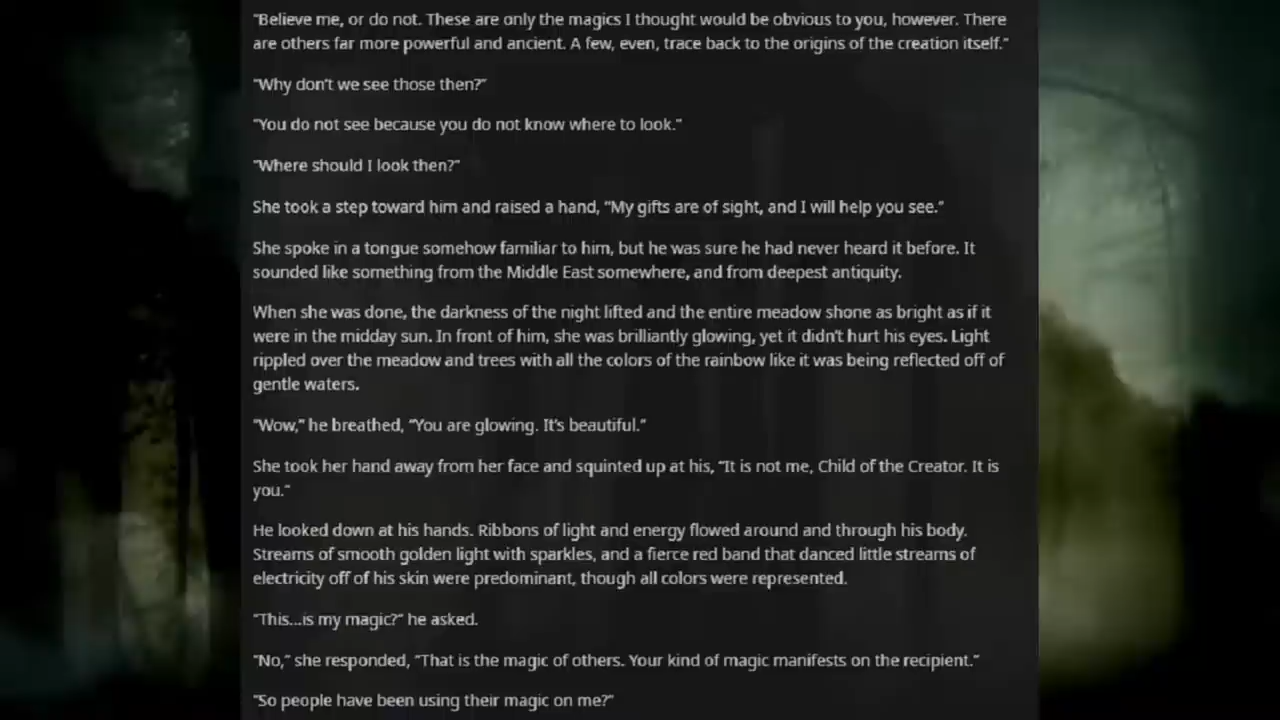 “Believe me, or do not. These are only the magics I thought would be obvious to you, however. There
are others far more powerful and ancient. A few, even, trace back to the origins of the creation itself.”
“Why don’t we see those then?”
“You do not see because you do not know where to look.”
“Where should I look then?”
She took a step toward him and raised a hand, “My gifts are of sight, and I will help you see.”
She spoke in a tongue somehow familiar to him, but he was sure he had never heard it before. It
sounded like something from the Middle East somewhere, and from deepest antiquity.
When she was done, the darkness of the night lifted and the entire meadow shone as bright as if it
were in the midday sun. In front of him, she was brilliantly glowing, yet it didn’t hurt his eyes. Light
rippled over the meadow and trees with all the colors of the rainbow like it was being reflected off of
gentle waters.
“Wow,” he breathed, “You are glowing. It’s beautiful.”
She took her hand away from her face and squinted up at his, “It is not me, Child of the Creator. It is
you.”
He looked down at his hands. Ribbons of light and energy flowed around and through his body.
Streams of smooth golden light with sparkles, and a fierce red band that danced little streams of
electricity off of his skin were predominant, though all colors were represented.
“This...is my magic?” he asked.
“No,” she responded, “That is the magic of others. Your kind of magic manifests on the recipient.”
“So people have been using their magic on me?”